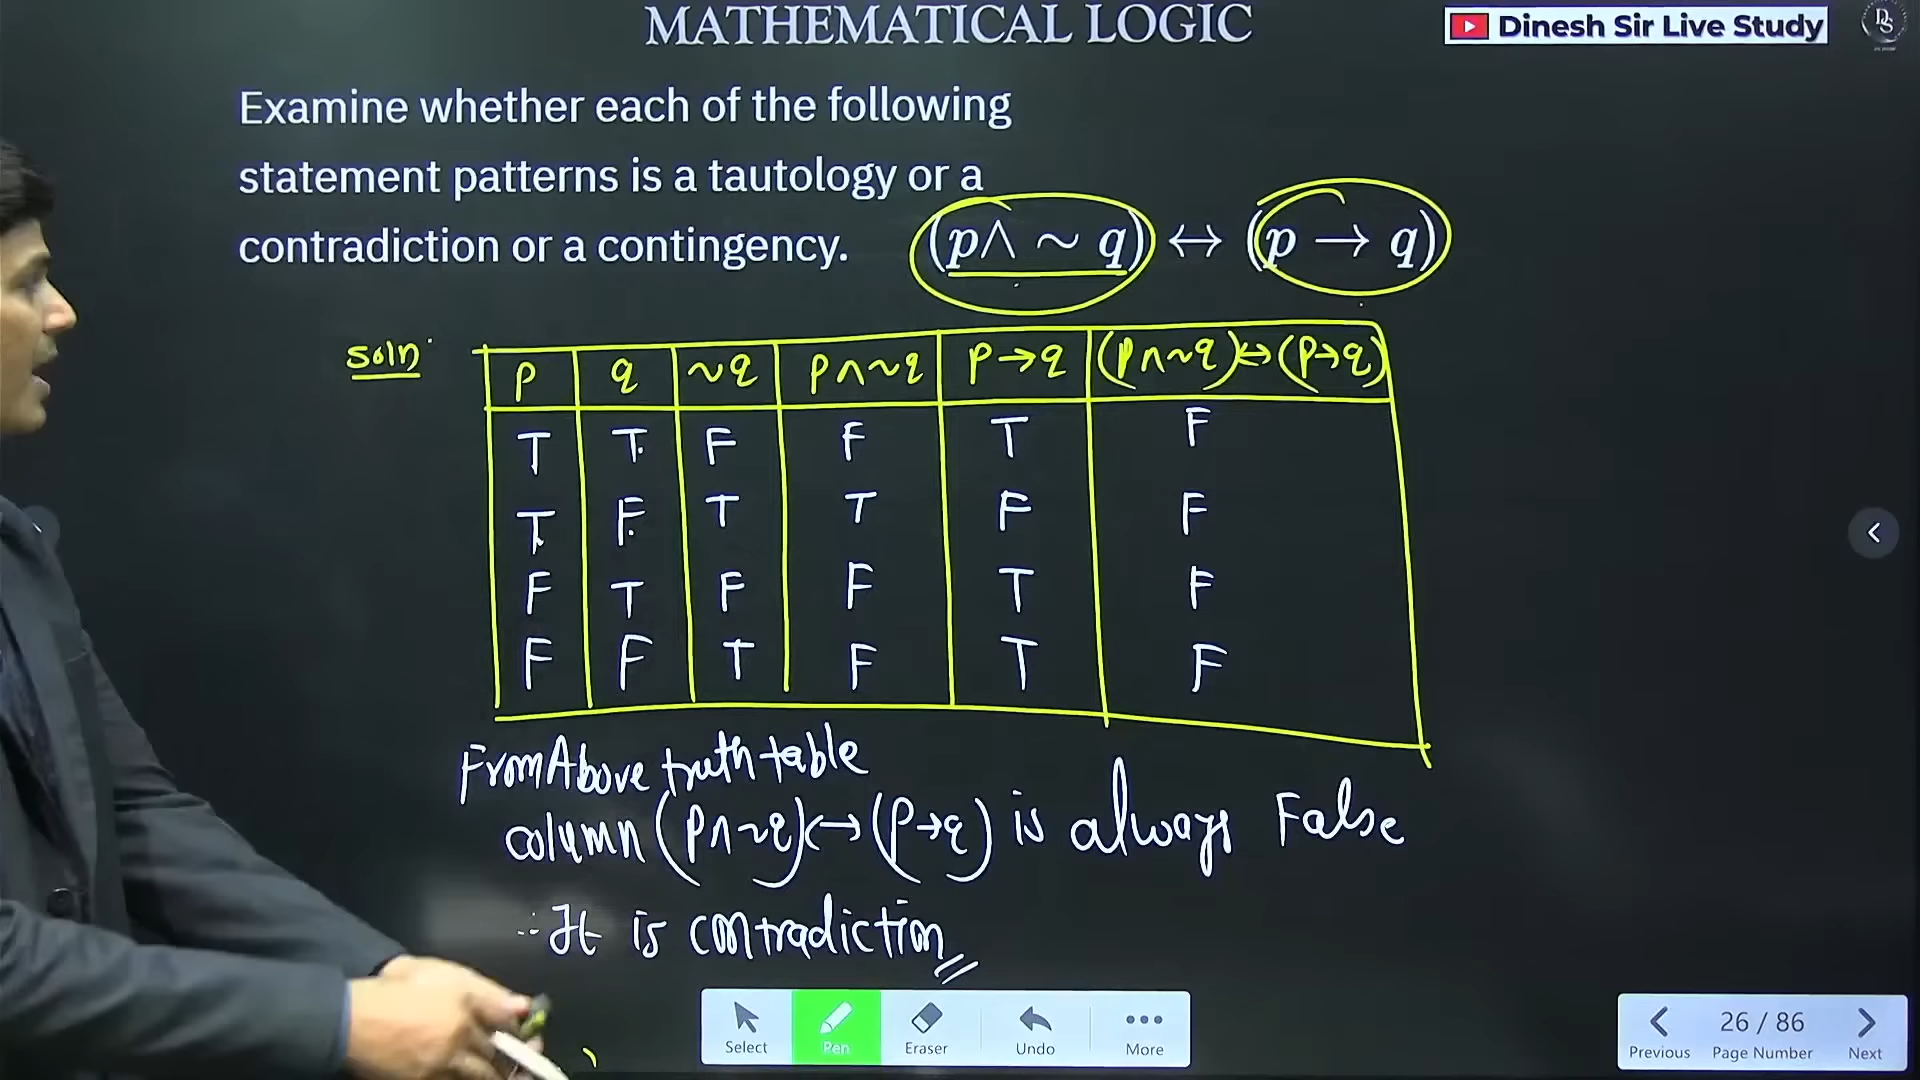 MATHEMATICAL LOGIC
Dinesh Sir Live Study
DS
Examine whether each of the following
statement patterns is a tautology or a
contradiction or a contingency. (p∧ ~ q) ↔ (p → q)
soln
p q ~q p∧~q p→q (p∧~q)↔(p→q)
T T F F T F
T F T T F F
F T F F T F
F F T F T F
From Above truth table
column (p∧~q)↔(p→q) is always False
∴ It is contradiction
Select Pen Eraser Undo More
26 / 86
Previous Page Number Next